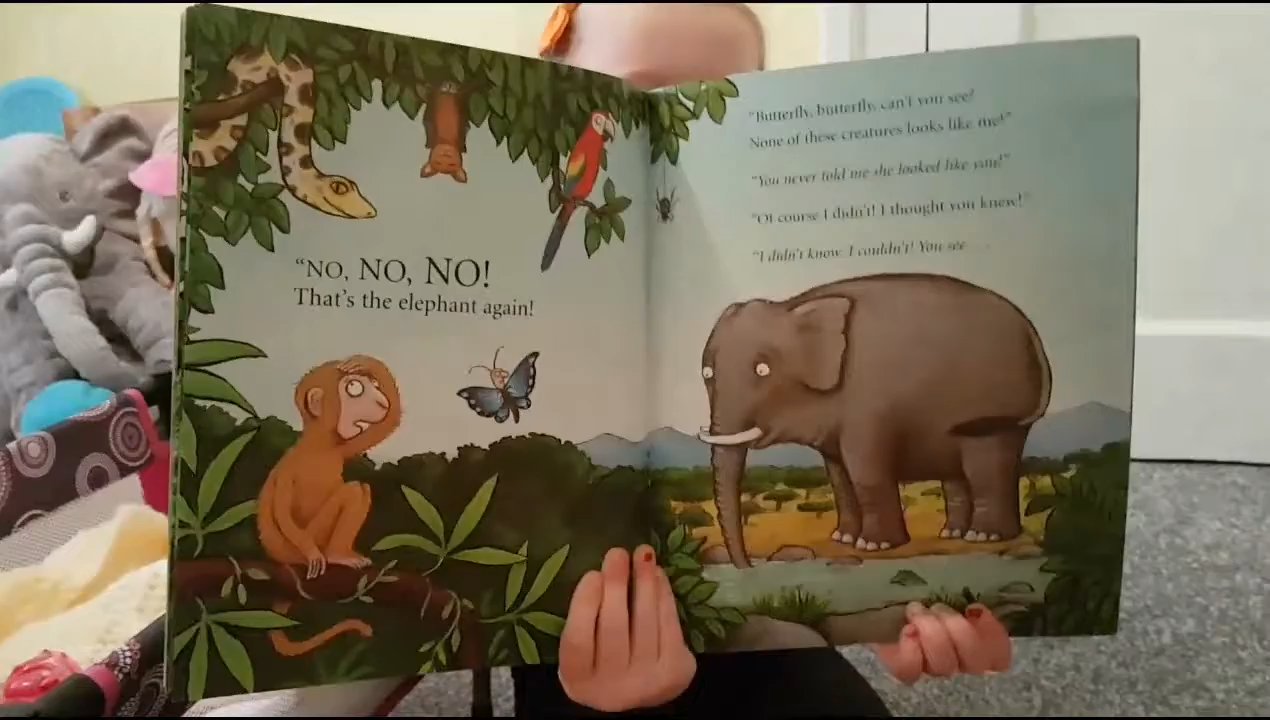 "NO, NO, NO!
That's the elephant again!
"Butterfly, butterfly, can't you see?
None of these creatures looks like me!"
"You never told me she looked like you!"
"Of course I didn't! I thought you knew!"
"I didn't know. I couldn't! You see . . .